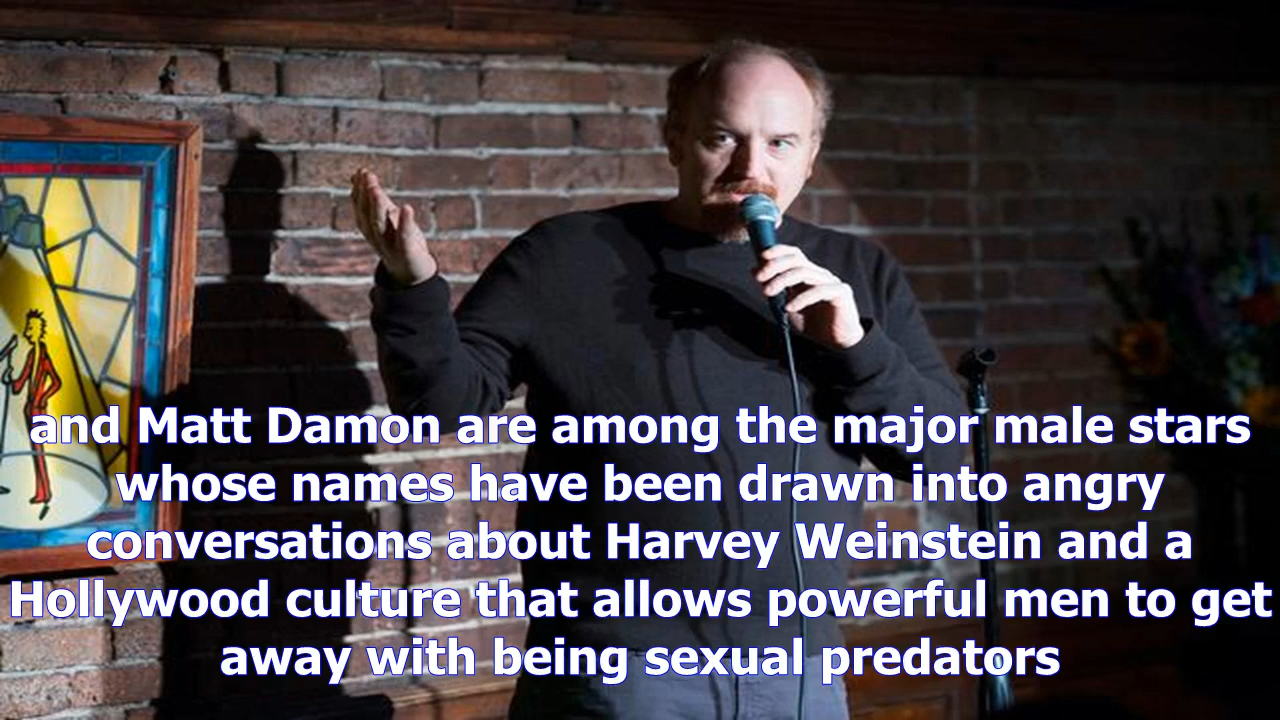 and Matt Damon are among the major male stars
whose names have been drawn into angry
conversations about Harvey Weinstein and a
Hollywood culture that allows powerful men to get
away with being sexual predators